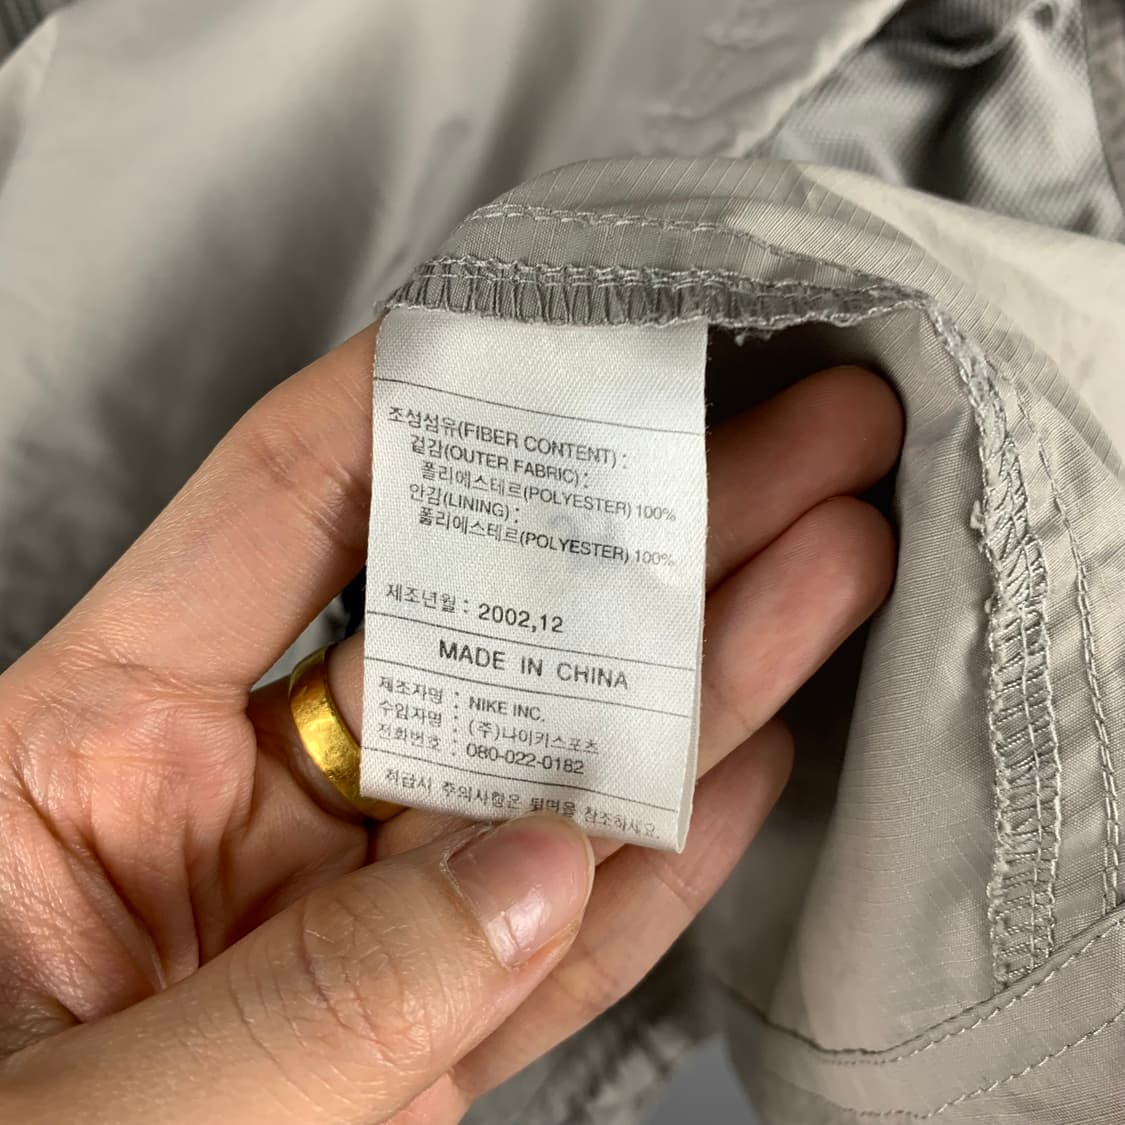 조성섬유(FIBER CONTENT) :
겉감(OUTER FABRIC) :
폴리에스테르(POLYESTER) 100%
안감(LINING) :
폴리에스테르(POLYESTER) 100%
제조년월 : 2002,12
MADE IN CHINA
제조자명 : NIKE INC.
수입자명 : (주)나이키스포츠
전화번호 : 080-022-0182
취급시 주의사항은 뒷면을 참조하세요.